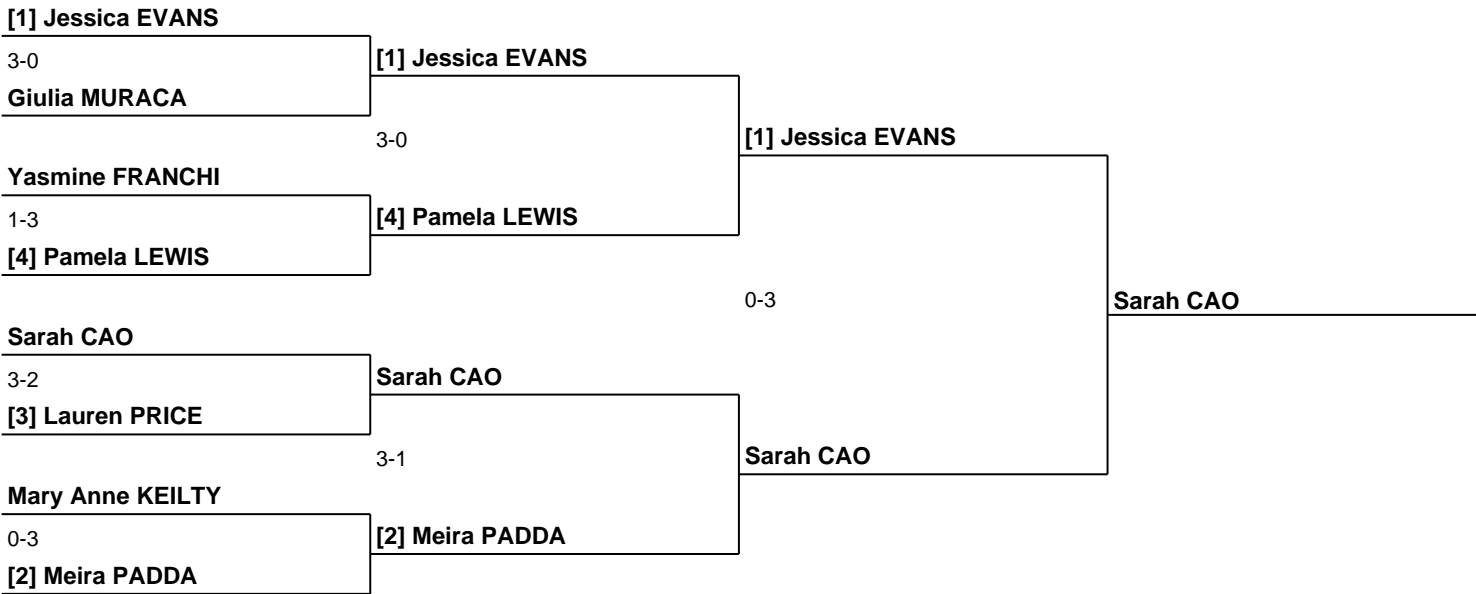 [1] Jessica EVANS
3-0
Giulia MURACA
Yasmine FRANCHI
1-3
[4] Pamela LEWIS
Sarah CAO
3-2
[3] Lauren PRICE
Mary Anne KEILTY
0-3
[2] Meira PADDA
[1] Jessica EVANS
3-0
[4] Pamela LEWIS
Sarah CAO
3-1
[2] Meira PADDA
[1] Jessica EVANS
0-3
Sarah CAO
Sarah CAO